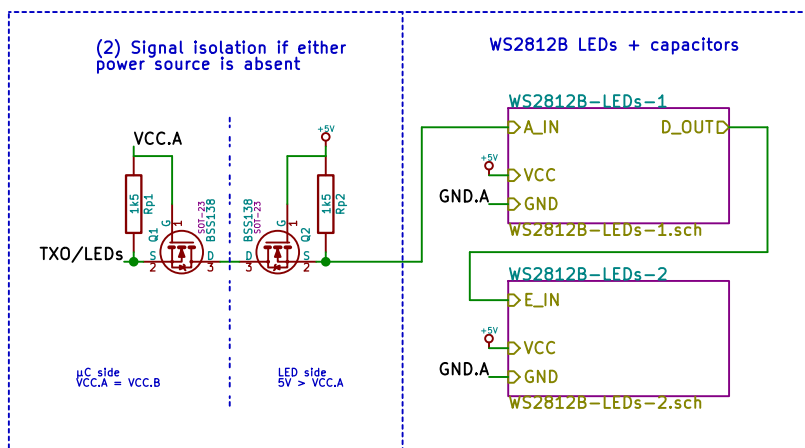 (2) Signal isolation if either
power source is absent
WS2812B LEDs + capacitors
VCC.A
+5V
1k5
Rp1
G
1
SOT-23
BSS138
Q1
TXO/LEDs
S
2
D
3
G
1
SOT-23
BSS138
Q2
D
3
S
2
1k5
Rp2
µC side
VCC.A = VCC.B
LED side
5V > VCC.A
WS2812B-LEDs-1
A_IN
D_OUT
+5V
VCC
GND.A
GND
WS2812B-LEDs-1.sch
WS2812B-LEDs-2
E_IN
+5V
VCC
GND.A
GND
WS2812B-LEDs-2.sch